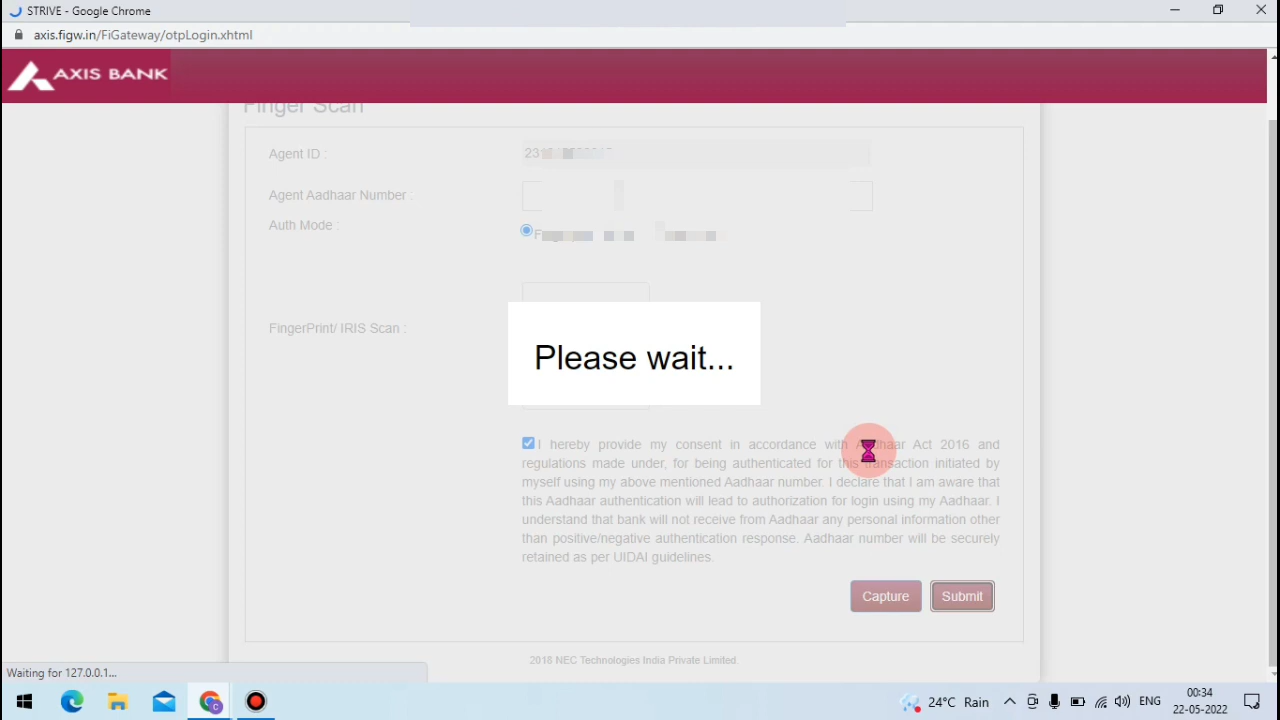 STRIVE - Google Chrome
axis.figw.in/FiGateway/otpLogin.xhtml
AXIS BANK
Finger Scan
Agent ID :
Agent Aadhaar Number :
Auth Mode :
FingerPrint/ IRIS Scan :
Please wait...
I hereby provide my consent in accordance with Aadhaar Act 2016 and
regulations made under, for being authenticated for this transaction initiated by
myself using my above mentioned Aadhaar number. I declare that I am aware that
this Aadhaar authentication will lead to authorization for login using my Aadhaar. I
understand that bank will not receive from Aadhaar any personal information other
than positive/negative authentication response. Aadhaar number will be securely
retained as per UIDAI guidelines.
Capture Submit
2018 NEC Technologies India Private Limited.
Waiting for 127.0.0.1...
24°C Rain ENG 00:34
22-05-2022